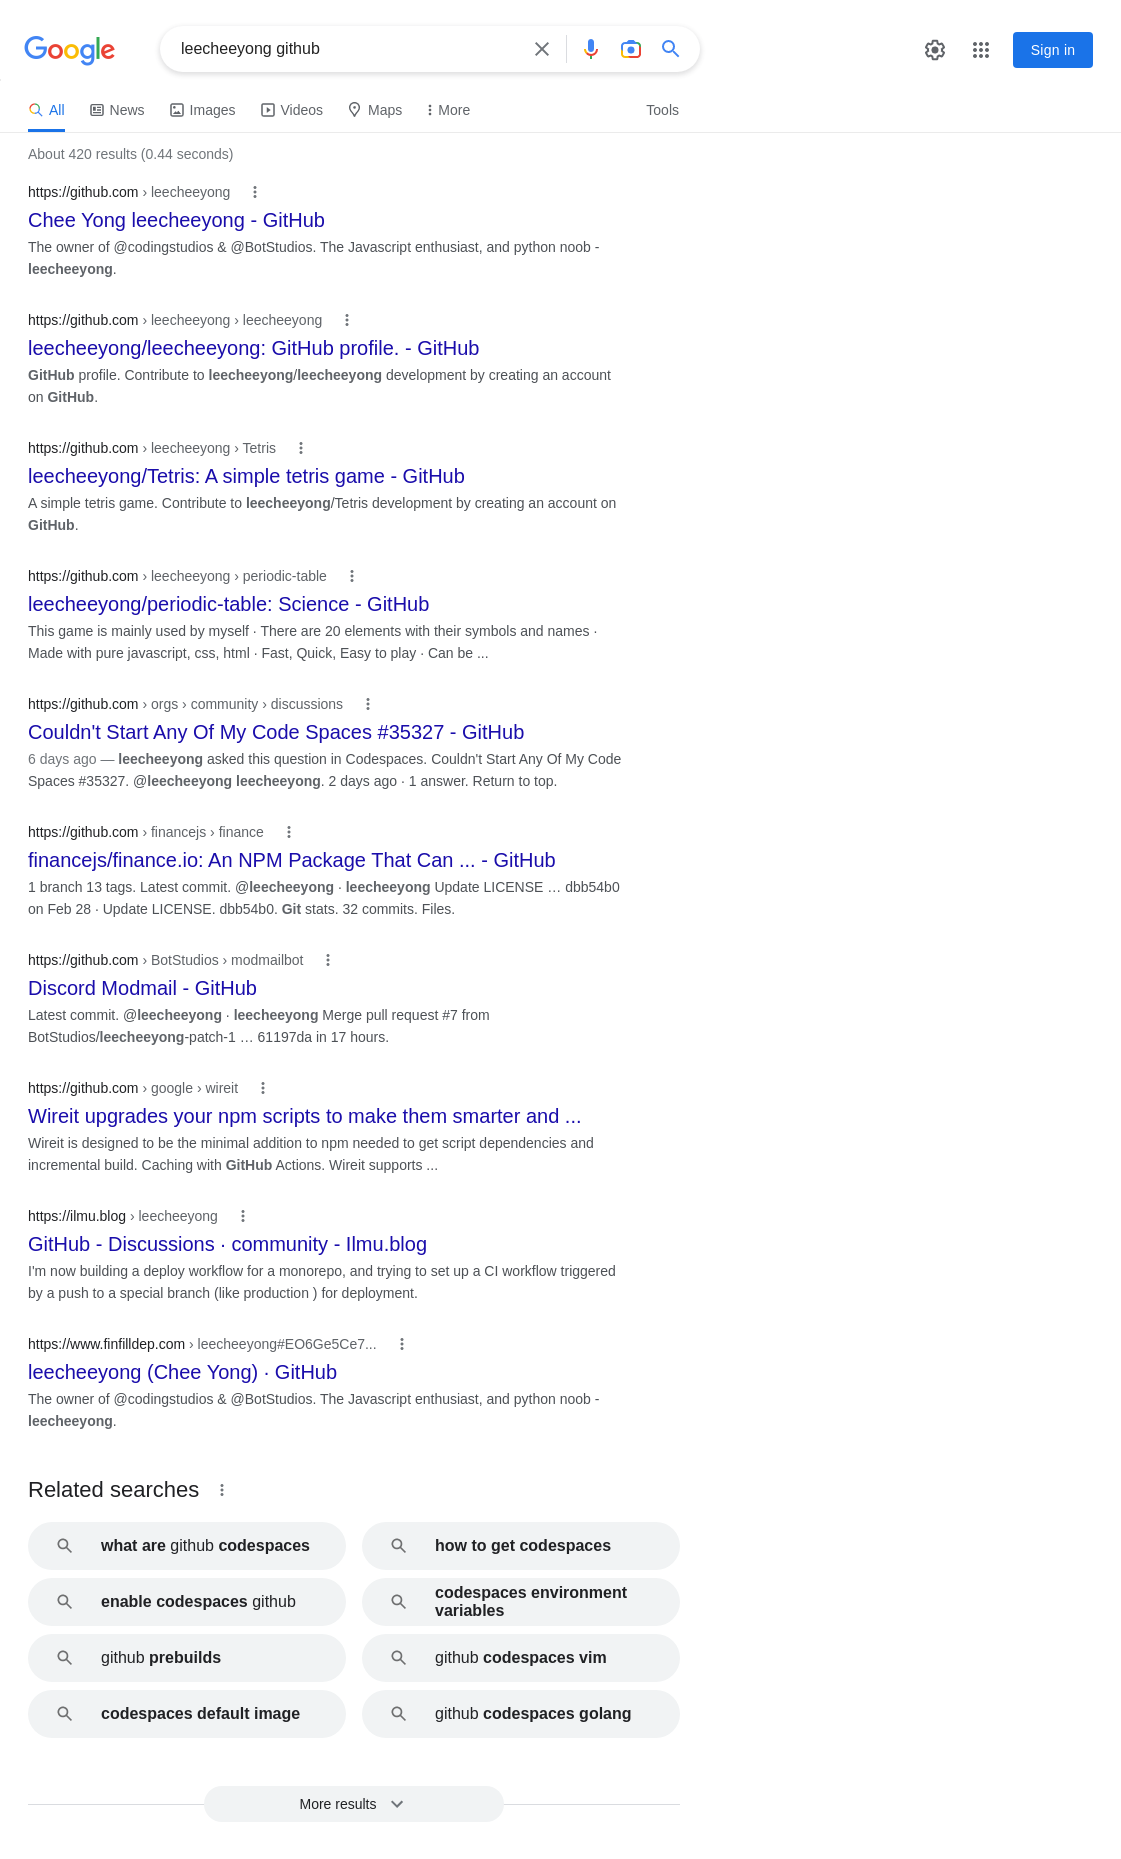 Google
leecheeyong github
Sign in
All
News
Images
Videos
Maps
More
Tools
About 420 results (0.44 seconds)
https://github.com › leecheeyong
Chee Yong leecheeyong - GitHub
The owner of @codingstudios & @BotStudios. The Javascript enthusiast, and python noob -
leecheeyong.
https://github.com › leecheeyong › leecheeyong
leecheeyong/leecheeyong: GitHub profile. - GitHub
GitHub profile. Contribute to leecheeyong/leecheeyong development by creating an account
on GitHub.
https://github.com › leecheeyong › Tetris
leecheeyong/Tetris: A simple tetris game - GitHub
A simple tetris game. Contribute to leecheeyong/Tetris development by creating an account on
GitHub.
https://github.com › leecheeyong › periodic-table
leecheeyong/periodic-table: Science - GitHub
This game is mainly used by myself · There are 20 elements with their symbols and names ·
Made with pure javascript, css, html · Fast, Quick, Easy to play · Can be ...
https://github.com › orgs › community › discussions
Couldn't Start Any Of My Code Spaces #35327 - GitHub
6 days ago — leecheeyong asked this question in Codespaces. Couldn't Start Any Of My Code
Spaces #35327. @leecheeyong leecheeyong. 2 days ago · 1 answer. Return to top.
https://github.com › financejs › finance
financejs/finance.io: An NPM Package That Can ... - GitHub
1 branch 13 tags. Latest commit. @leecheeyong · leecheeyong Update LICENSE … dbb54b0
on Feb 28 · Update LICENSE. dbb54b0. Git stats. 32 commits. Files.
https://github.com › BotStudios › modmailbot
Discord Modmail - GitHub
Latest commit. @leecheeyong · leecheeyong Merge pull request #7 from
BotStudios/leecheeyong-patch-1 … 61197da in 17 hours.
https://github.com › google › wireit
Wireit upgrades your npm scripts to make them smarter and ...
Wireit is designed to be the minimal addition to npm needed to get script dependencies and
incremental build. Caching with GitHub Actions. Wireit supports ...
https://ilmu.blog › leecheeyong
GitHub - Discussions · community - Ilmu.blog
I'm now building a deploy workflow for a monorepo, and trying to set up a CI workflow triggered
by a push to a special branch (like production ) for deployment.
https://www.finfilldep.com › leecheeyong#EO6Ge5Ce7...
leecheeyong (Chee Yong) · GitHub
The owner of @codingstudios & @BotStudios. The Javascript enthusiast, and python noob -
leecheeyong.
Related searches
what are github codespaces
how to get codespaces
enable codespaces github
codespaces environment
variables
github prebuilds
github codespaces vim
codespaces default image
github codespaces golang
More results